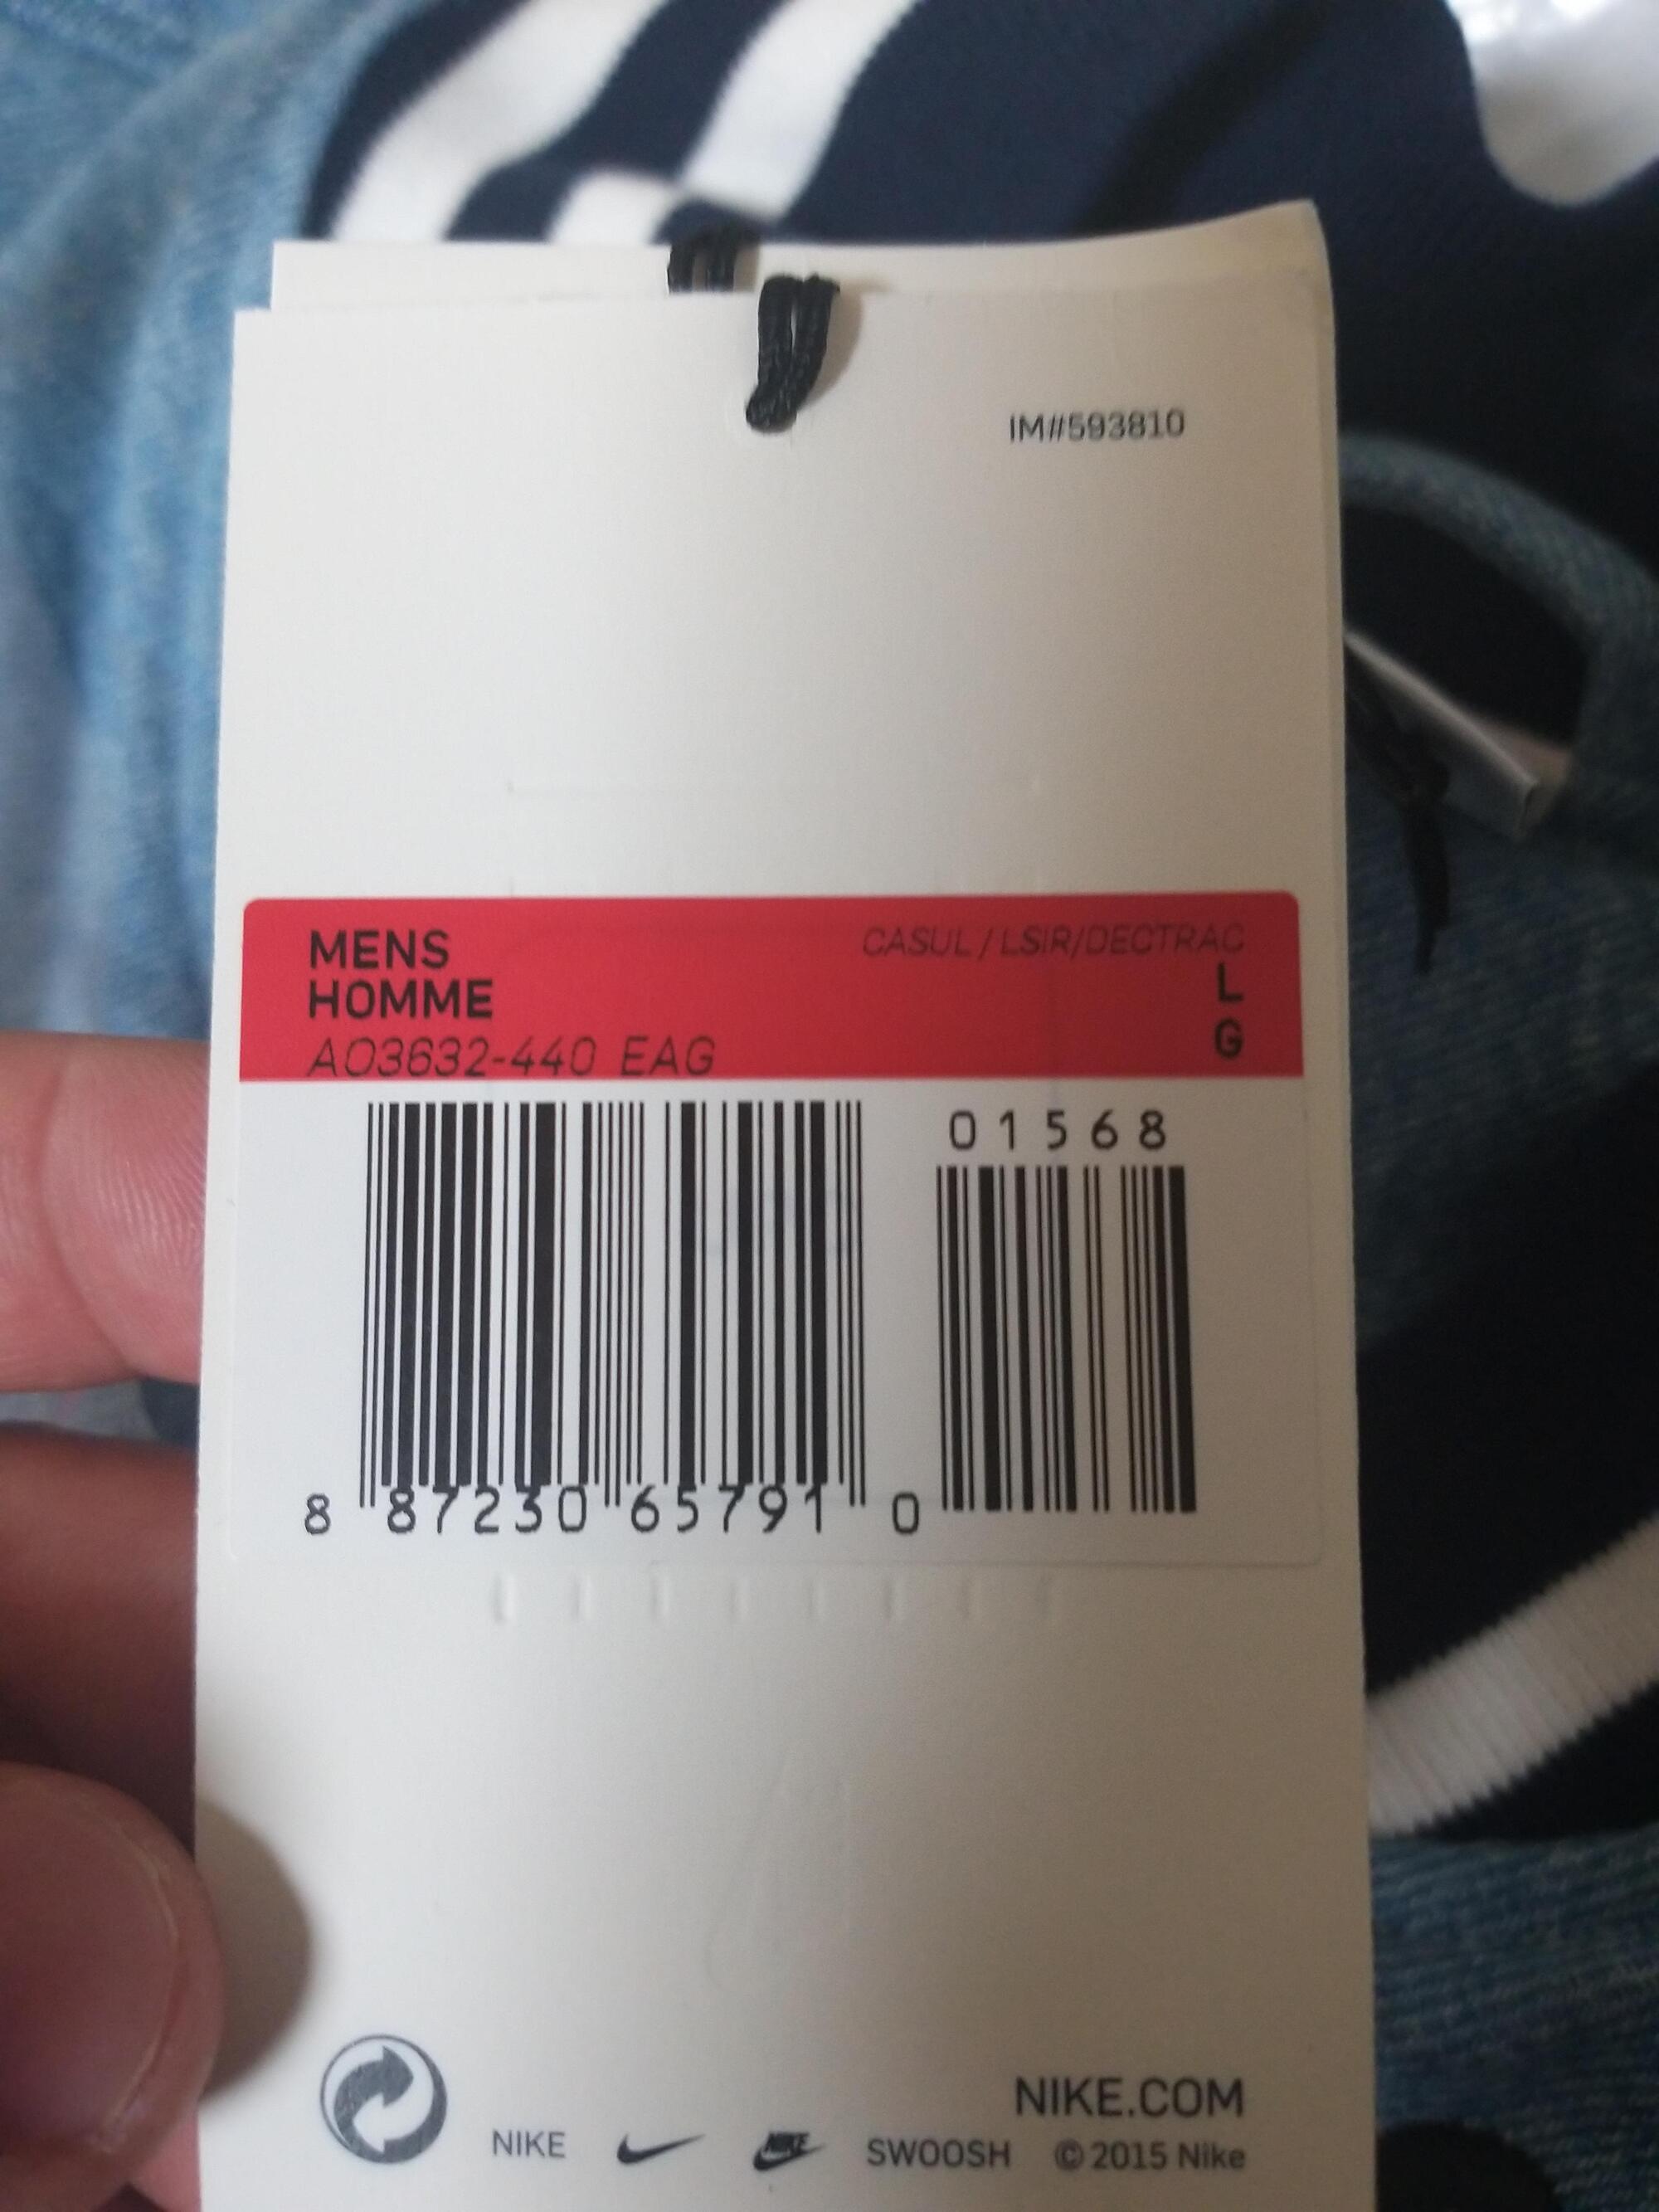 IM#593810
MENS
HOMME
CASUL / LSIR/DECTRAC
L
G
AO3632-440 EAG
01568
8 87230 65791 0
NIKE.COM
NIKE NIKE SWOOSH © 2015 Nike